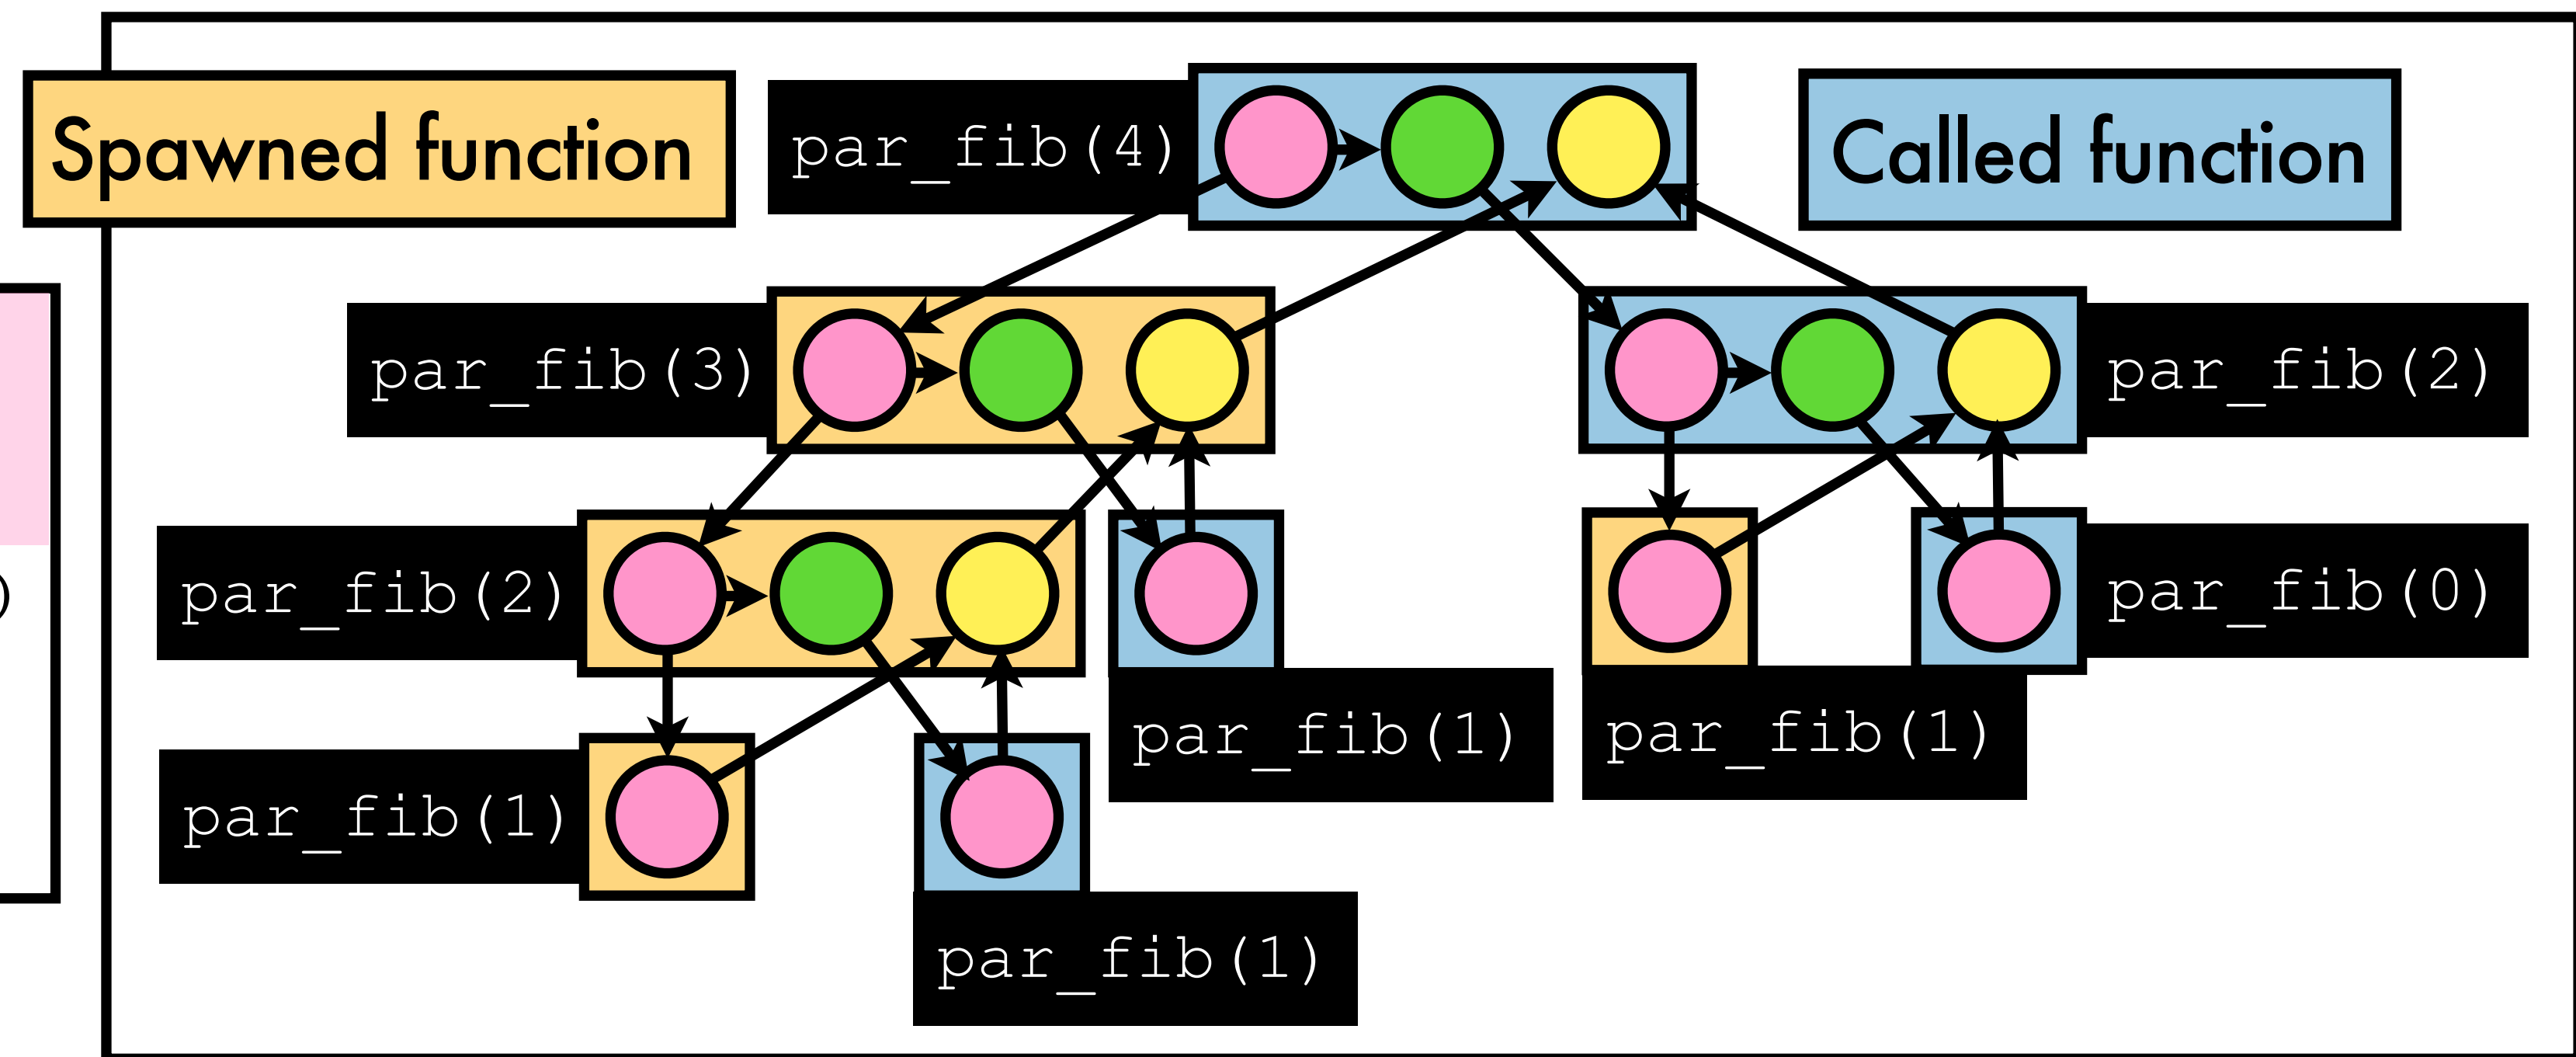 Spawned function
par_fib(4)
Called function
par_fib(3)
par_fib(2)
par_fib(2)
par_fib(0)
)
par_fib(1)
par_fib(1)
par_fib(1)
par_fib(1)